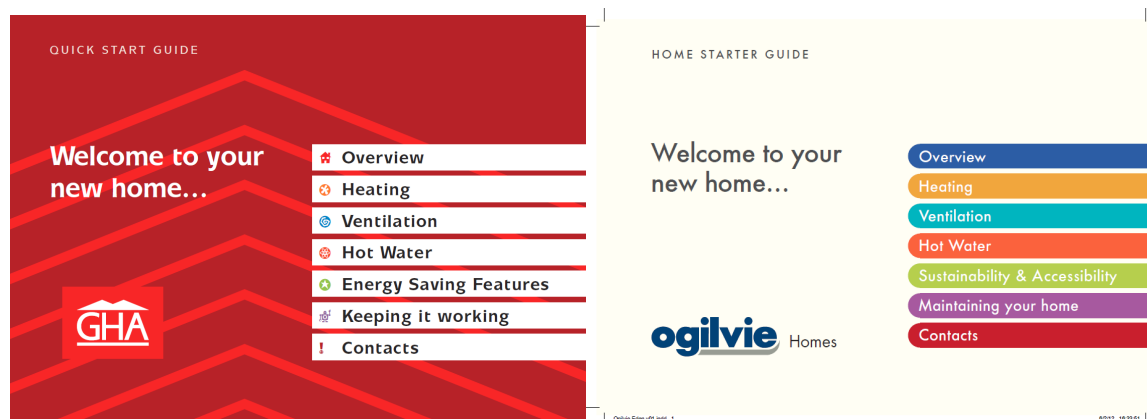 QUICK START GUIDE
Welcome to your
new home...
Overview
Heating
Ventilation
Hot Water
Energy Saving Features
Keeping it working
Contacts
GHA
HOME STARTER GUIDE
Welcome to your
new home...
Overview
Heating
Ventilation
Hot Water
Sustainability & Accessibility
Maintaining your home
Contacts
ogilvie Homes